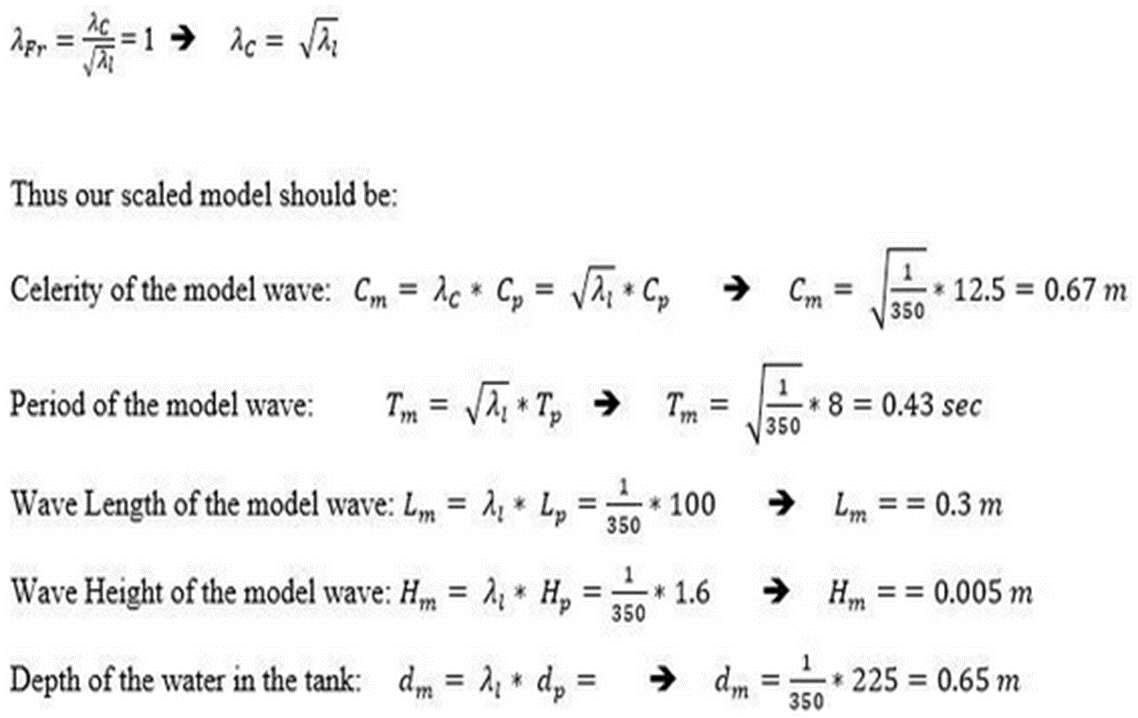 λ_Fr = λ_C/√λ_l = 1 ➔ λ_C = √λ_l
Thus our scaled model should be:
Celerity of the model wave: C_m = λ_C * C_p = √λ_l * C_p ➔ C_m = √(1/350) * 12.5 = 0.67 m
Period of the model wave: T_m = √λ_l * T_p ➔ T_m = √(1/350) * 8 = 0.43 sec
Wave Length of the model wave: L_m = λ_l * L_p = 1/350 * 100 ➔ L_m = = 0.3 m
Wave Height of the model wave: H_m = λ_l * H_p = 1/350 * 1.6 ➔ H_m = = 0.005 m
Depth of the water in the tank: d_m = λ_l * d_p = ➔ d_m = 1/350 * 225 = 0.65 m